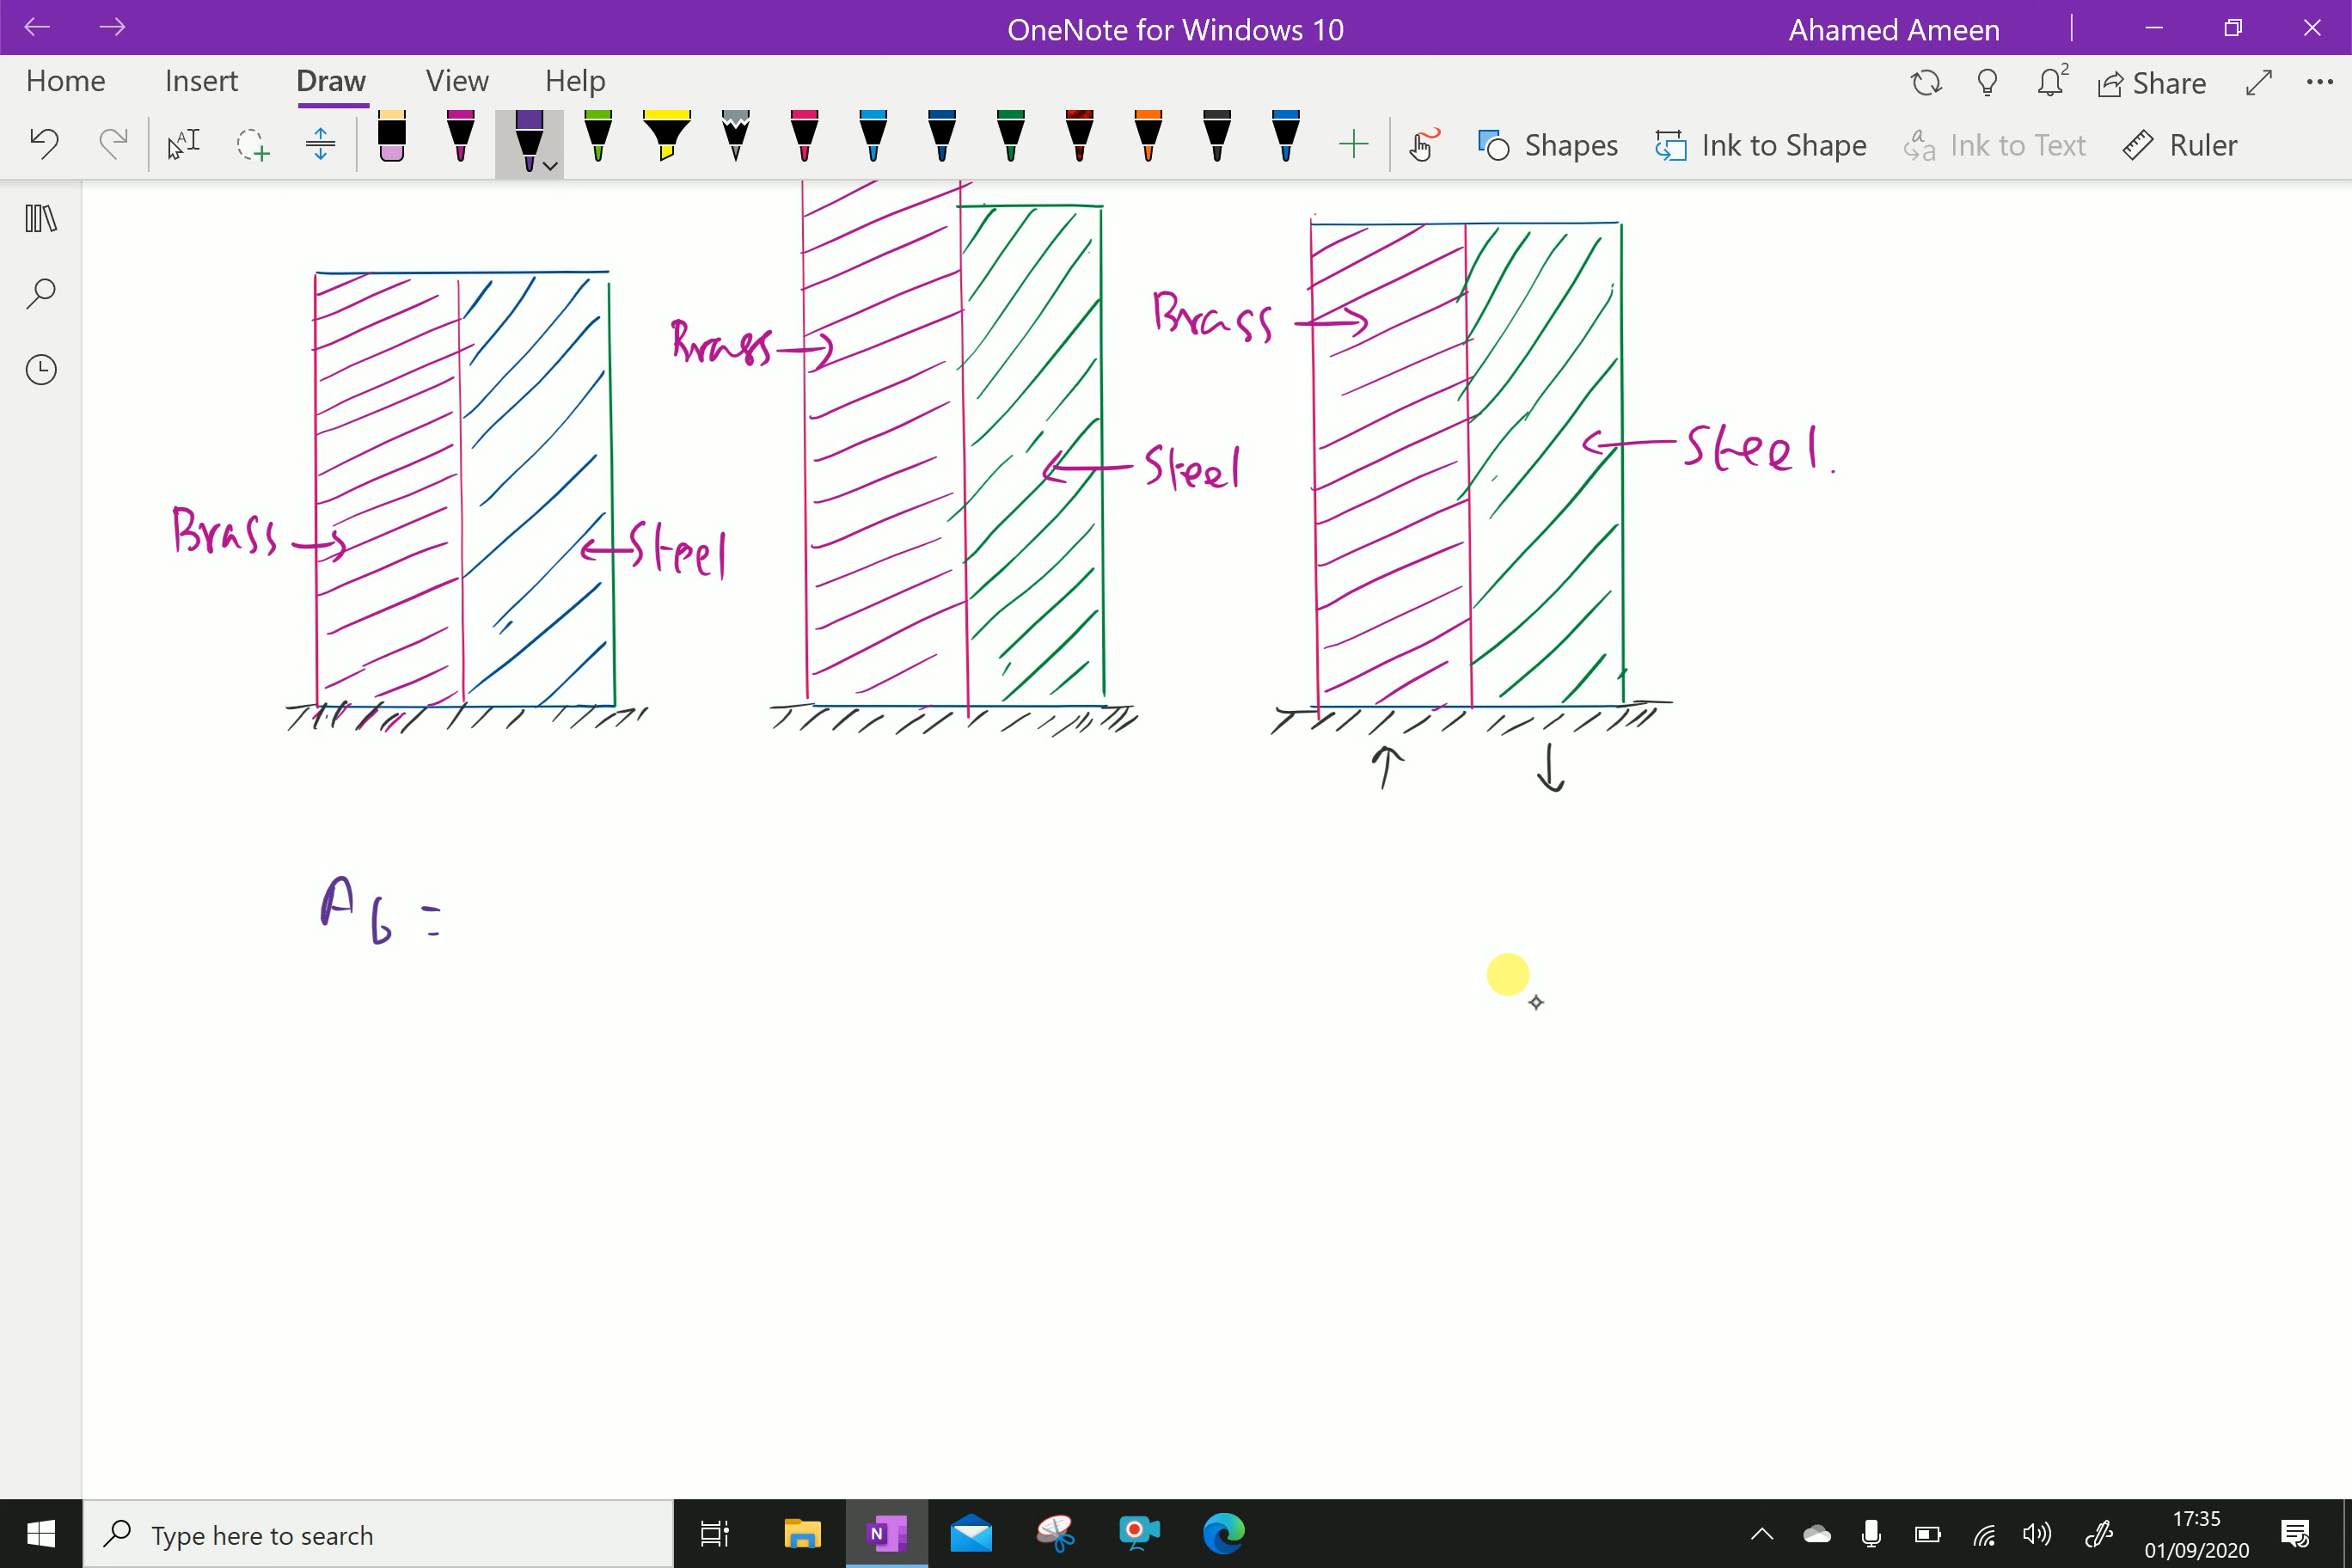 OneNote for Windows 10
Ahamed Ameen
Home Insert Draw View Help
2
Share
Shapes
Ink to Shape
Ink to Text
Ruler
Brass
Steel
Brass
Steel
Brass
Steel.
A b =
Type here to search
N
17:35
01/09/2020